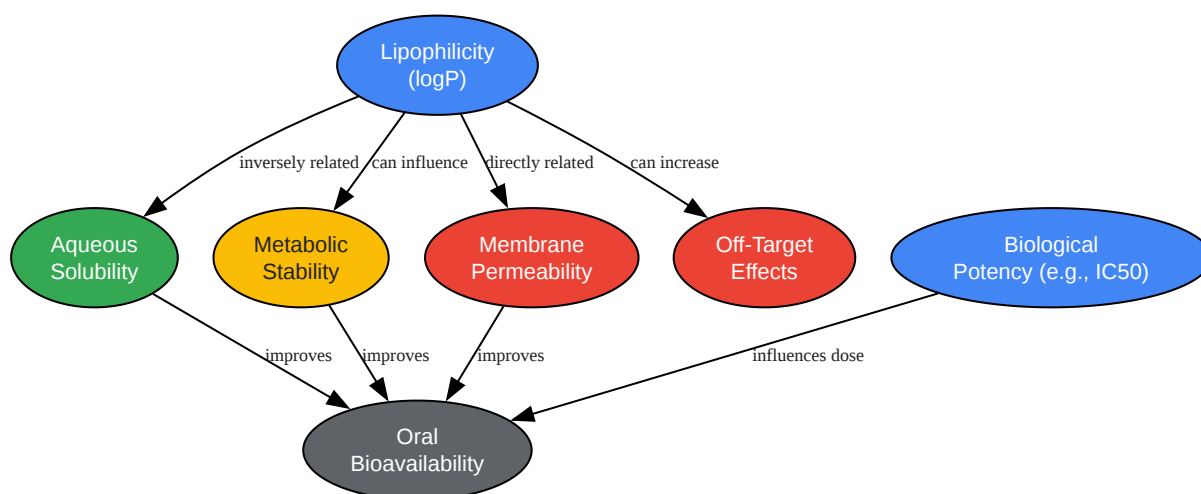 Lipophilicity
(logP)
inversely related
can influence
directly related
can increase
Aqueous
Solubility
Metabolic
Stability
Membrane
Permeability
Off-Target
Effects
Biological
Potency (e.g., IC50)
improves
improves
improves
influences dose
Oral
Bioavailability